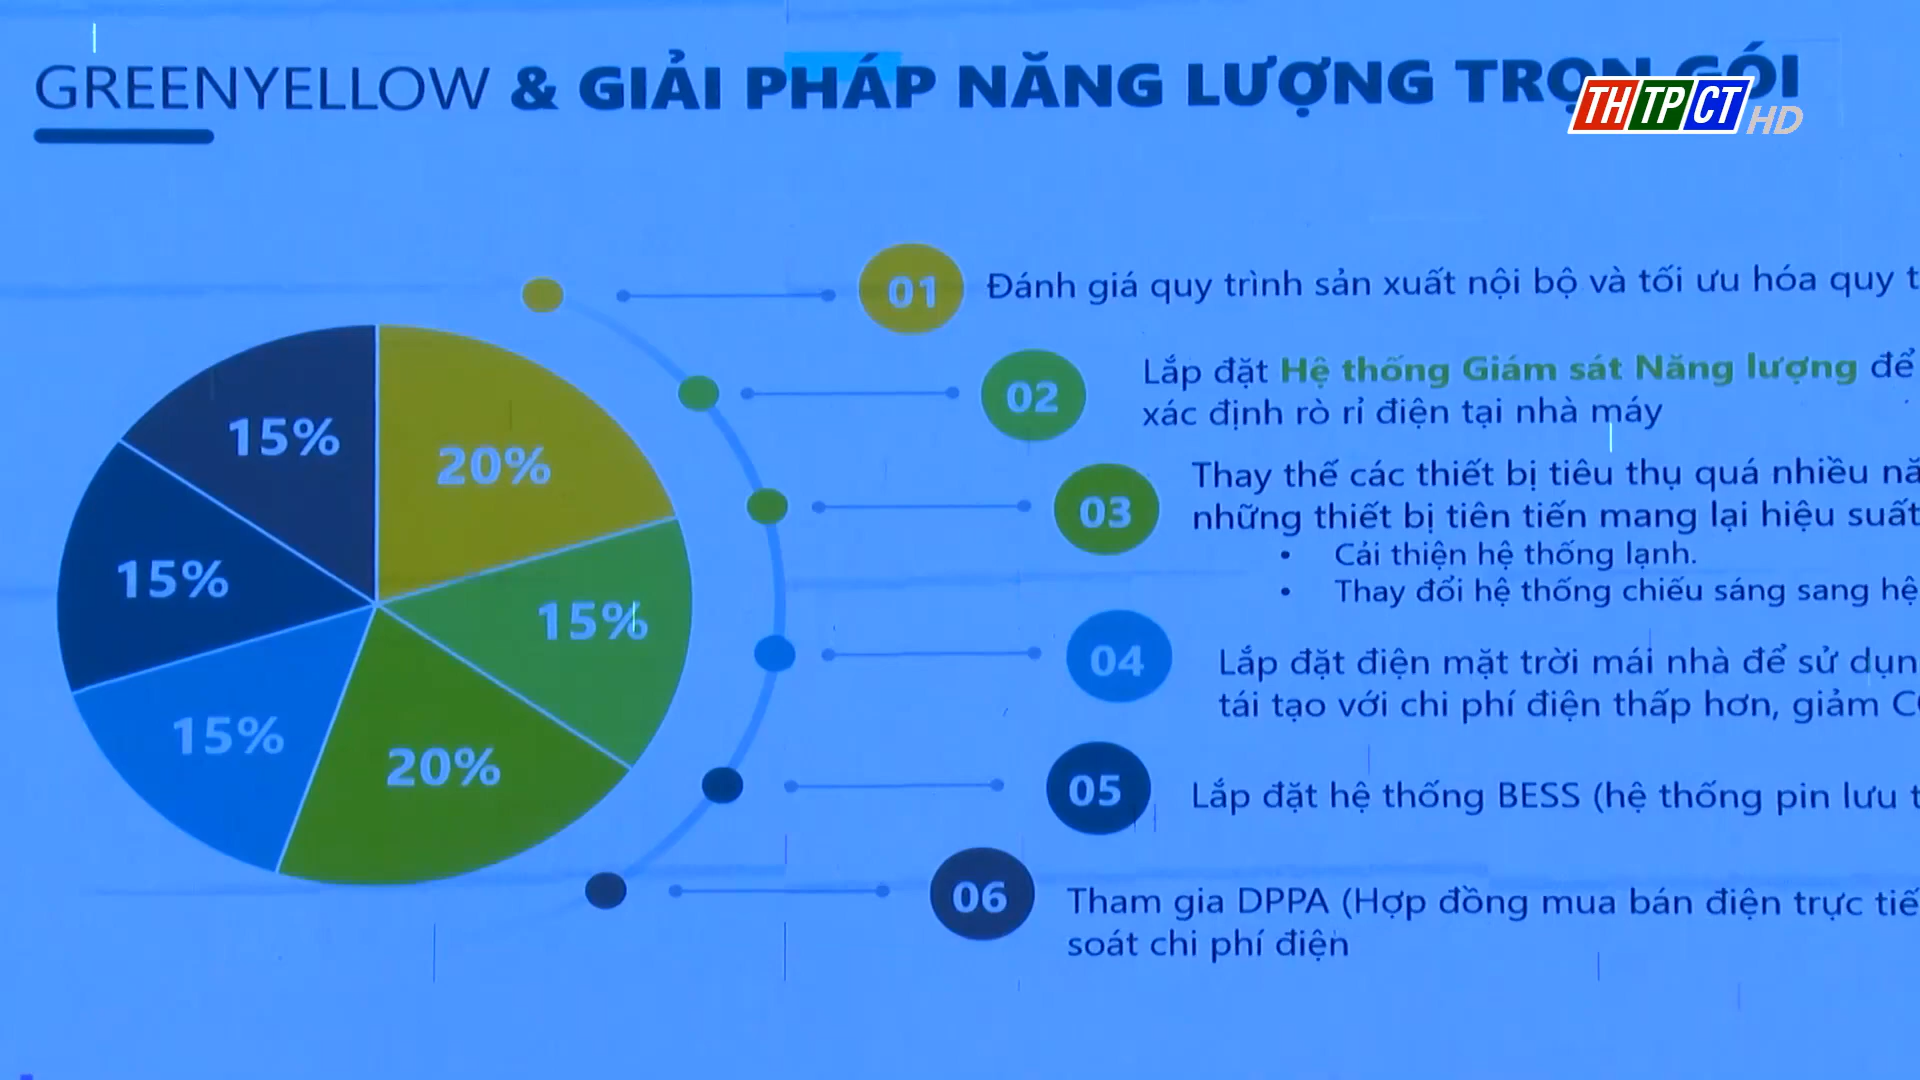 GREENYELLOW & GIẢI PHÁP NĂNG LƯỢNG TRỌN GÓI
THTPCT HD
01 Đánh giá quy trình sản xuất nội bộ và tối ưu hóa quy
02 Lắp đặt Hệ thống Giám sát Năng lượng để
xác định rò rỉ điện tại nhà máy
03 Thay thế các thiết bị tiêu thụ quá nhiều
những thiết bị tiên tiến mang lại hiệu suất
• Cải thiện hệ thống lạnh.
• Thay đổi hệ thống chiếu sáng sang hệ
04 Lắp đặt điện mặt trời mái nhà để sử
tái tạo với chi phí điện thấp hơn, giảm
05 Lắp đặt hệ thống BESS (hệ thống pin lưu
06 Tham gia DPPA (Hợp đồng mua bán điện trực
soát chi phí điện
15%
20%
15%
15%
15%
20%